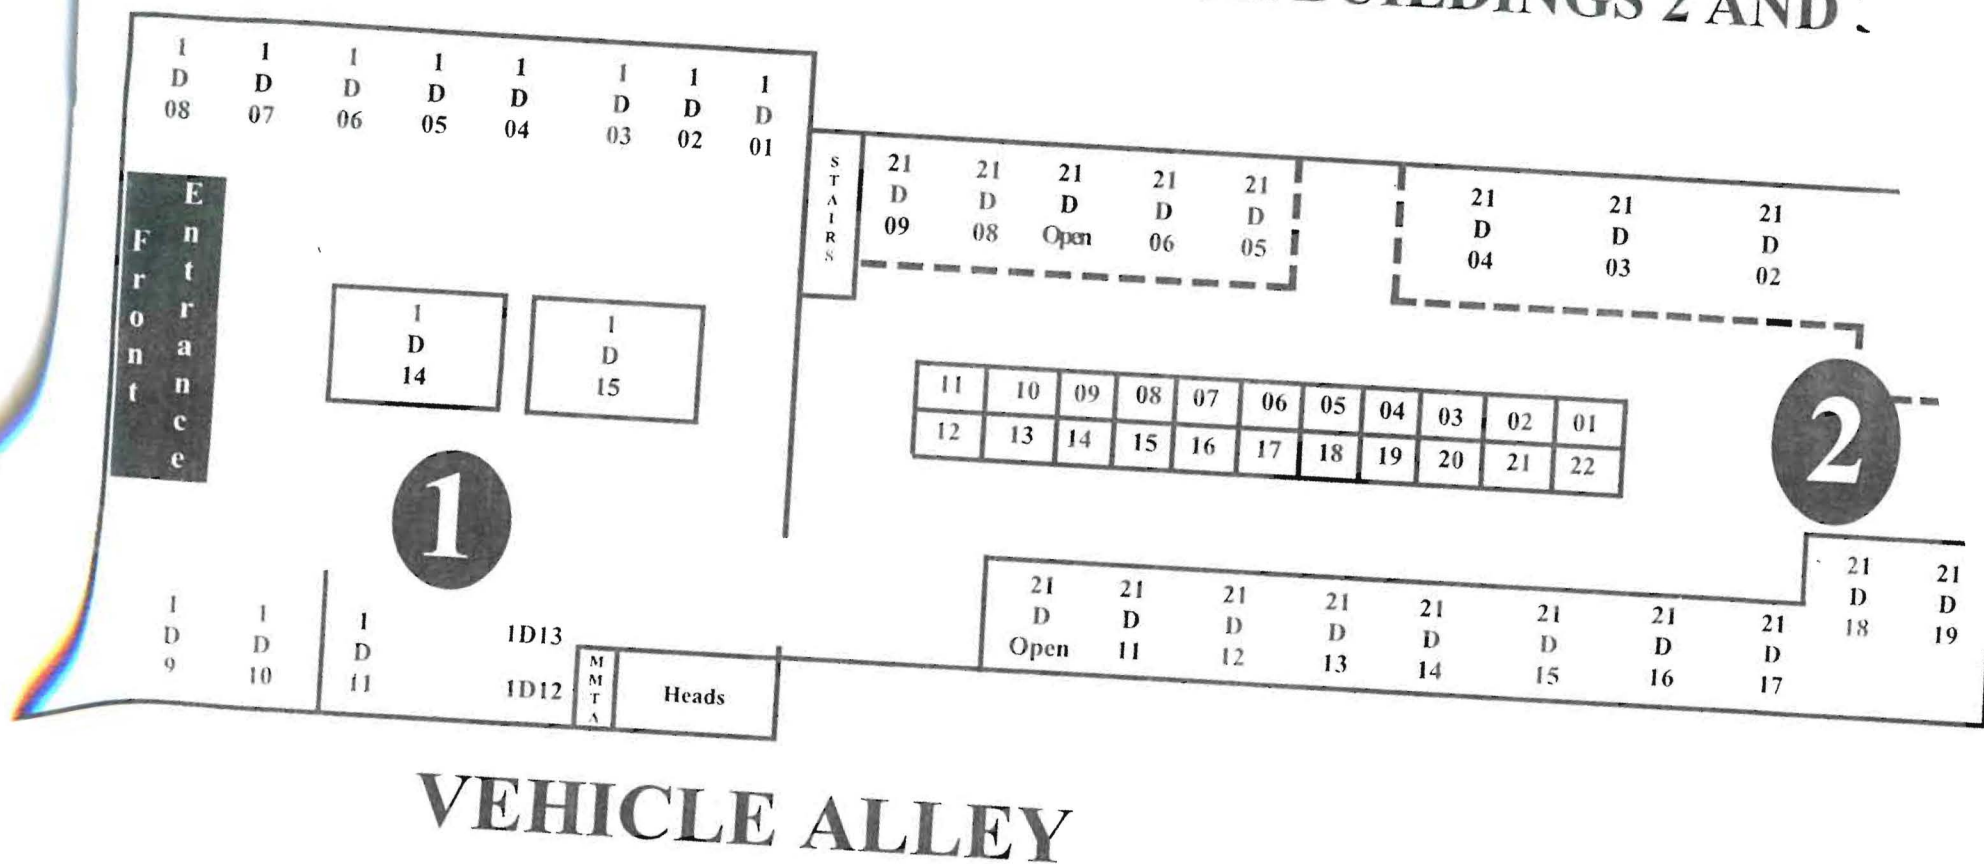 BUILDINGS 2 AND
1 D 08
1 D 07
1 D 06
1 D 05
1 D 04
1 D 03
1 D 02
1 D 01
Front Entrance
STAIRS
21 D 09
21 D 08
21 D Open
21 D 06
21 D 05
21 D 04
21 D 03
21 D 02
1 D 14
1 D 15
11 10 09 08 07 06 05 04 03 02 01
12 13 14 15 16 17 18 19 20 21 22
1
2
1 D 9
1 D 10
1 D 11
1D13
1D12
MMTA
Heads
21 D Open
21 D 11
21 D 12
21 D 13
21 D 14
21 D 15
21 D 16
21 D 17
21 D 18
21 D 19
VEHICLE ALLEY